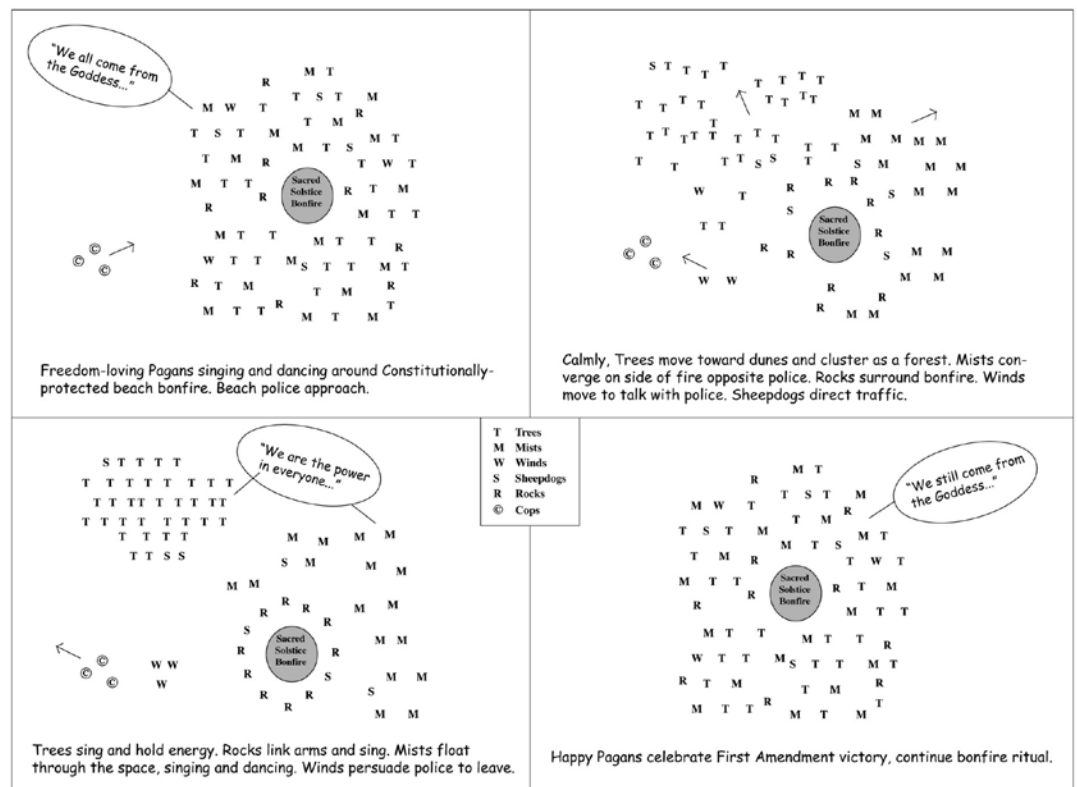 "We all come from
the Goddess..."
M T
R
T S T M
M W T R
T M
T S T M M T
M T S
T M R T W T
Sacred
Solstice
Bonfire
M T T R R T M
R M T T
©
© ©
M T T M T T R
W T T M S T T M T
R T M T M R
M T T R M T M T
Freedom-loving Pagans singing and dancing around Constitutionally-
protected beach bonfire. Beach police approach.
S T T T T
T T T T
T T T T
T T T T M M
T
T T T T T T T T T M M M M
T T
T T T T S S T S M M M
W T R R R S M M
S R
Sacred
Solstice
Bonfire
T T R
©
© ©
R R S M M
W W M M
R R
R M M
Calmly, Trees move toward dunes and cluster as a forest. Mists con-
verge on side of fire opposite police. Rocks surround bonfire. Winds
move to talk with police. Sheepdogs direct traffic.
T Trees
M Mists
W Winds
S Sheepdogs
R Rocks
© Cops
"We are the power
in everyone..."
S T T T T
T T T T T T T T
T T TT T T T TT
T T T T T T T T
T T T T
T T S S
M M M M
S M M M
M M
R R R M M
R
S
Sacred
Solstice
Bonfire
R R M M
©
© ©
W W
W
R S M M
R R S
R M M
Trees sing and hold energy. Rocks link arms and sing. Mists float
through the space, singing and dancing. Winds persuade police to leave.
"We still come from
the Goddess..."
M T
R
T S T M
M W T R
T M
T S T M M T
M T S
T M R T W T
Sacred
Solstice
Bonfire
M T T R R T M
R M T T
M T T M T T R
W T T M S T T M T
R T M T M R
M T T R M T M T
Happy Pagans celebrate First Amendment victory, continue bonfire ritual.